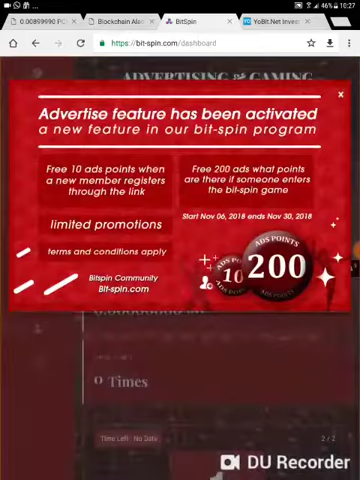 46% 10:27
0.00899990 PO
Blockchain Ala
BitSpin
YoBit.Net Inves
https://bit-spin.com/dashboard
ADVERTISING & GAMING
x
Advertise feature has been activated
a new feature in our bit-spin program
Free 10 ads points when
a new member registers
through the link
Free 200 ads what points
are there if someone enters
the bit-spin game
limited promotions
Start Nov 06, 2018 ends Nov 30, 2018
terms and conditions apply
ADS POINTS
10
200
ADS POINTS
Bitspin Community
Bit-spin.com
0 Times
Time Left : No Bets
2 / 2
DU Recorder